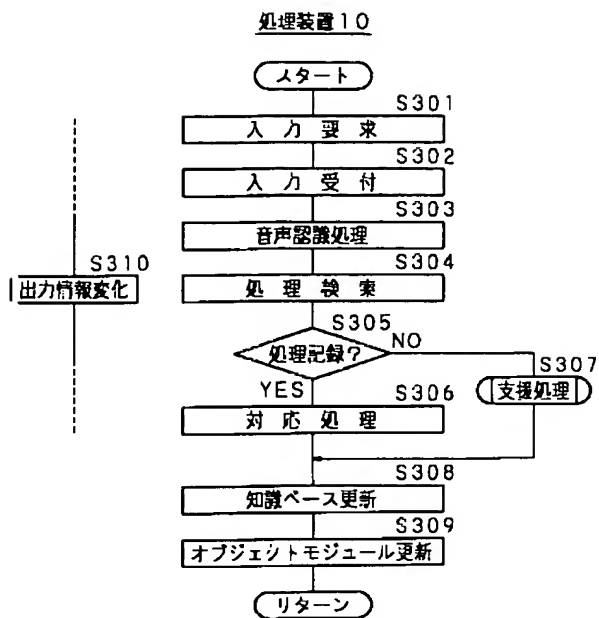 処理装置10
スタート
S301
入力要求
S302
入力受付
S303
音声認識処理
S310
出力情報変化
S304
処理検索
S305
処理記録?
NO
YES
S307
支援処理
S306
対応処理
S308
知識ベース更新
S309
オブジェクトモジュール更新
リターン